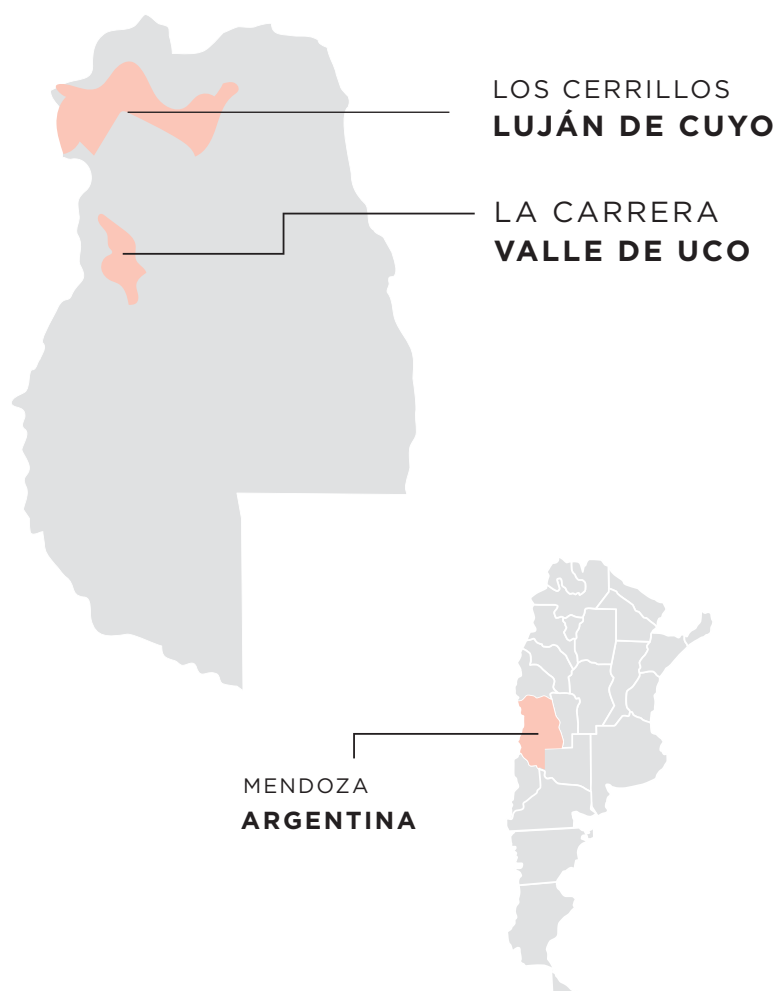 LOS CERRILLOS
LUJÁN DE CUYO
LA CARRERA
VALLE DE UCO
MENDOZA
ARGENTINA